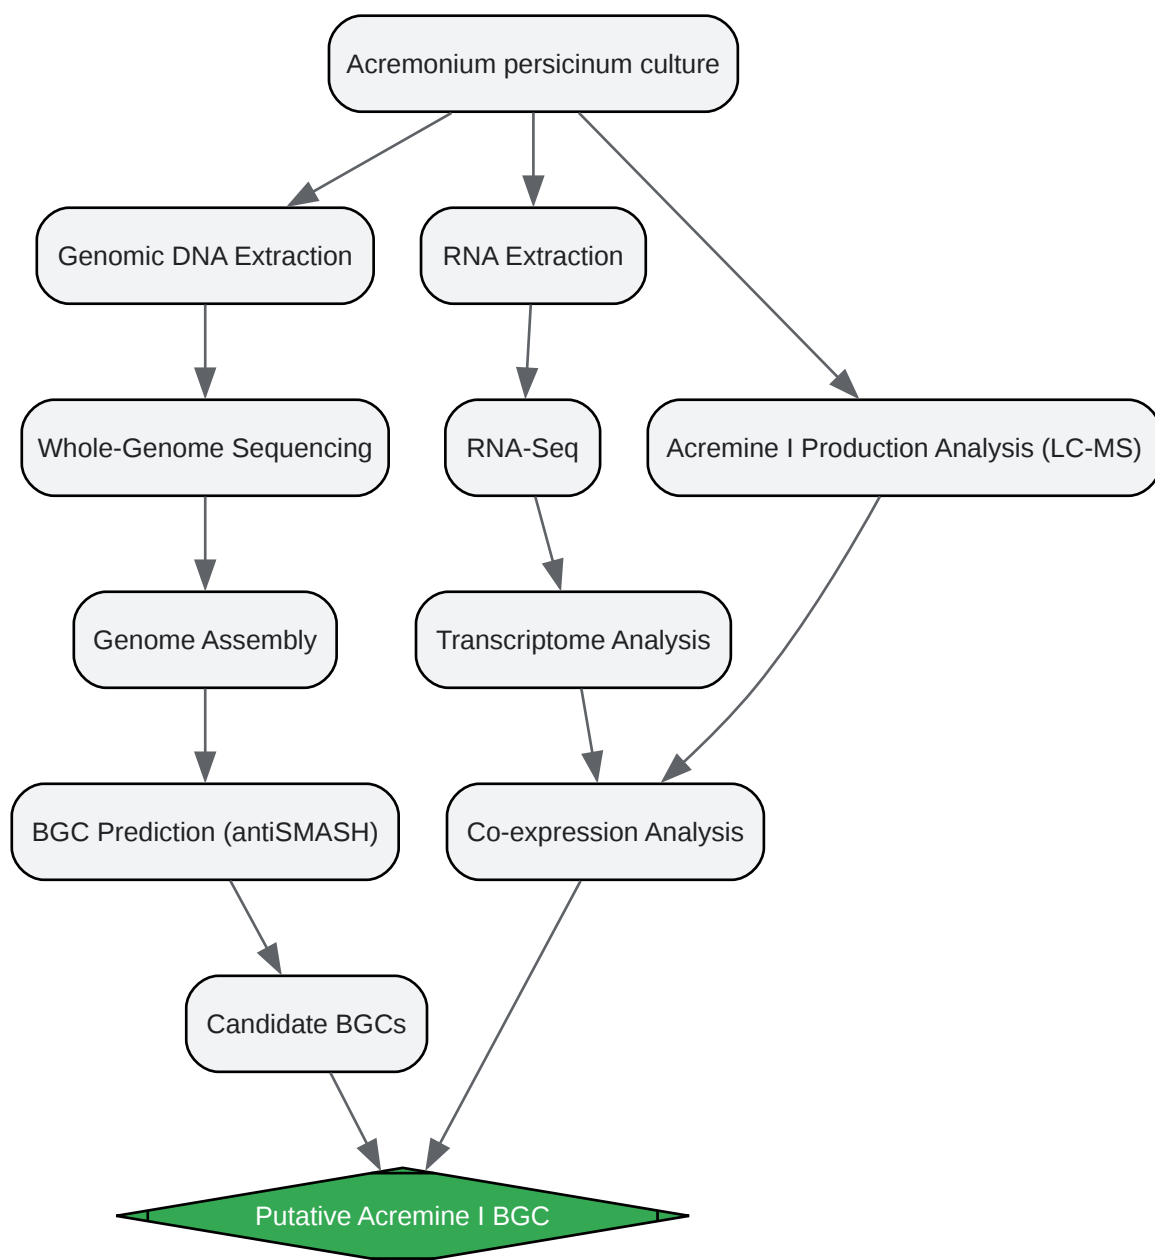 Acremonium persicinum culture
Genomic DNA Extraction
RNA Extraction
Whole-Genome Sequencing
RNA-Seq
Acremine I Production Analysis (LC-MS)
Genome Assembly
Transcriptome Analysis
BGC Prediction (antiSMASH)
Co-expression Analysis
Candidate BGCs
Putative Acremine I BGC